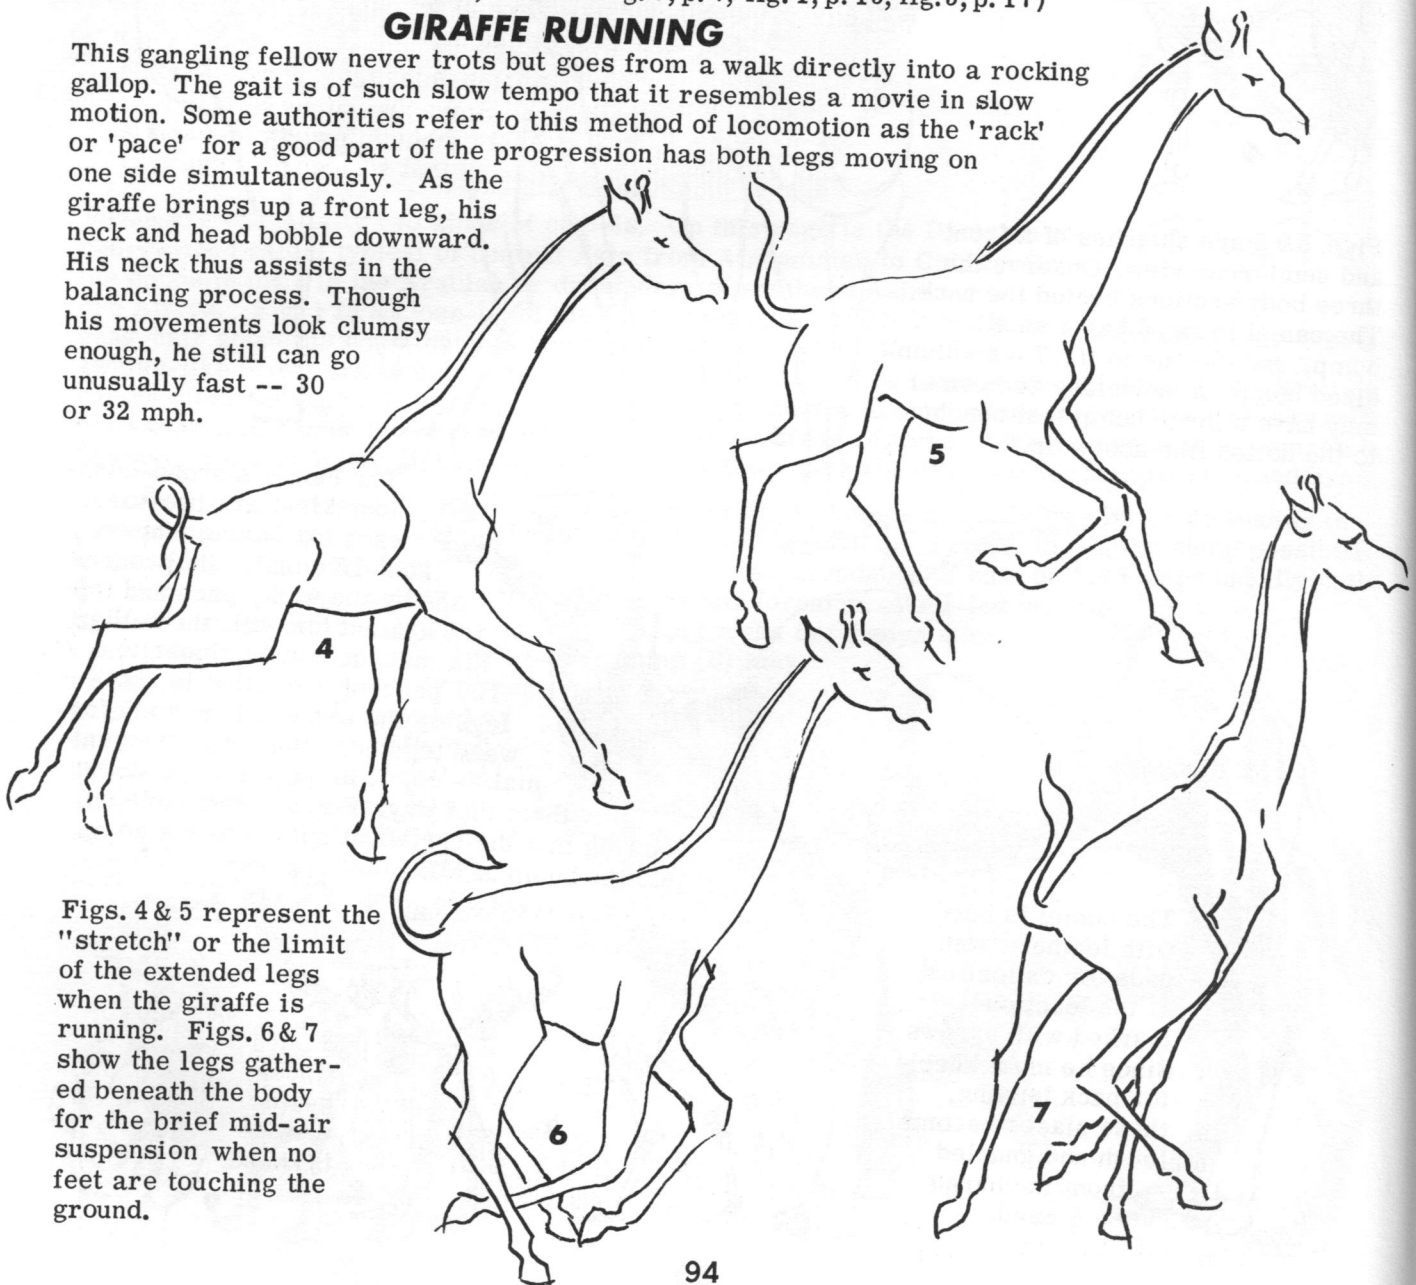 GIRAFFE RUNNING
This gangling fellow never trots but goes from a walk directly into a rocking
gallop. The gait is of such slow tempo that it resembles a movie in slow
motion. Some authorities refer to this method of locomotion as the 'rack'
or 'pace' for a good part of the progression has both legs moving on
one side simultaneously. As the
giraffe brings up a front leg, his
neck and head bobble downward.
His neck thus assists in the
balancing process. Though
his movements look clumsy
enough, he still can go
unusually fast -- 30
or 32 mph.
5
4
Figs. 4 & 5 represent the
"stretch" or the limit
of the extended legs
when the giraffe is
running. Figs. 6 & 7
show the legs gather-
ed beneath the body
for the brief mid-air
suspension when no
feet are touching the
ground.
6
7
94